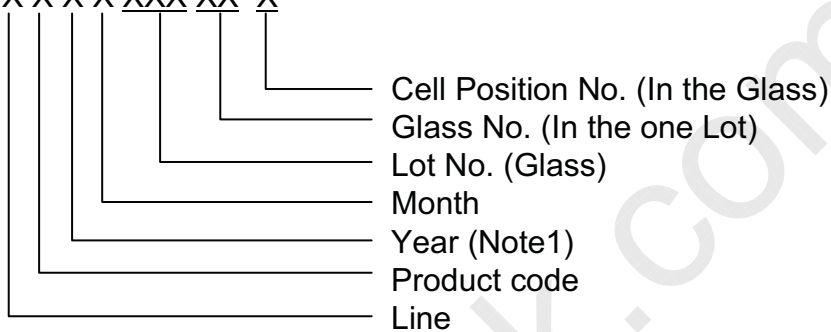 X X X X XXX XX X
Cell Position No. (In the Glass)
Glass No. (In the one Lot)
Lot No. (Glass)
Month
Year (Note1)
Product code
Line